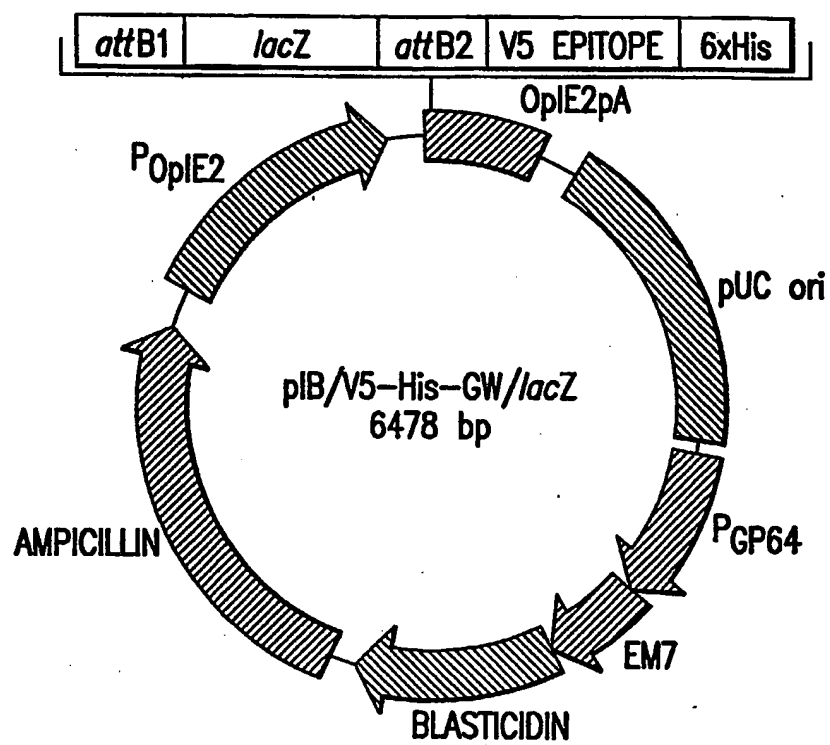 attB1 lacZ attB2 V5 EPITOPE 6xHis
OpIE2pA
POpIE2
pUC ori
pIB/V5-His-GW/lacZ
6478 bp
PGP64
AMPICILLIN
EM7
BLASTICIDIN